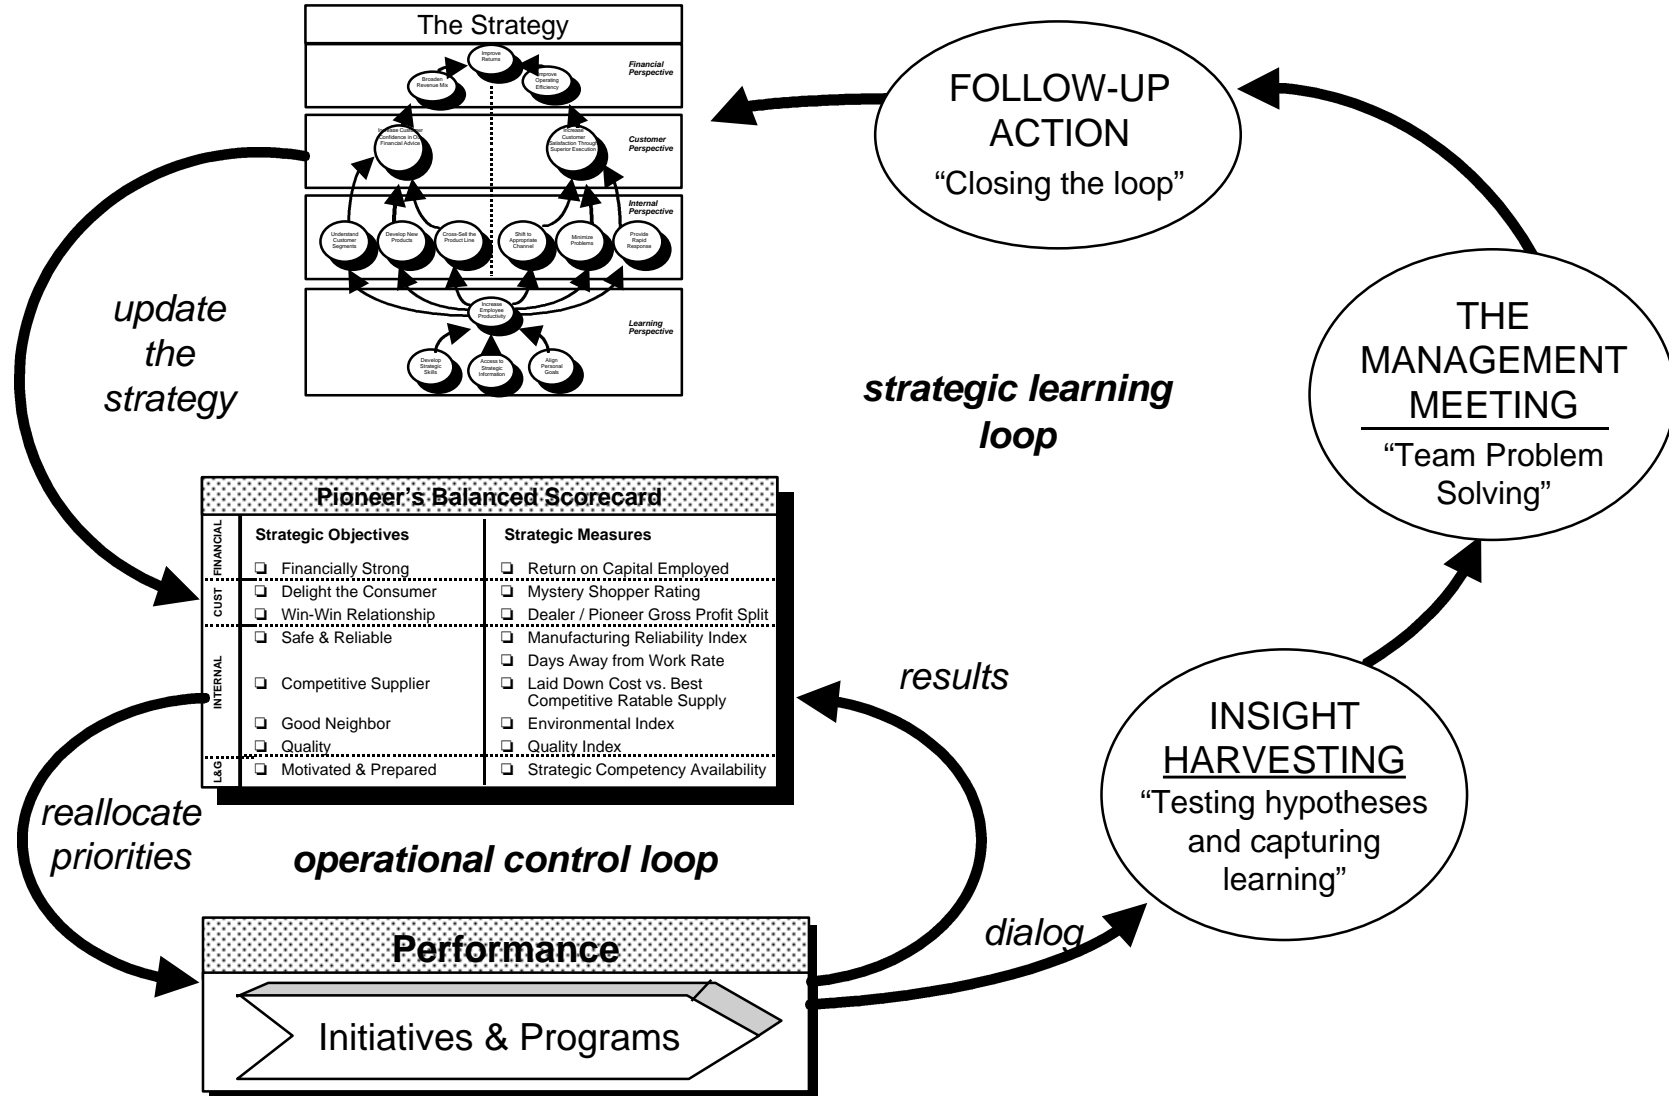 The Strategy
Improve
Returns
Broaden
Revenue Mix
Improve
Operating
Efficiency
Financial
Perspective
Increase Customer
Confidence in Our
Financial Advice
Increase
Customer
Satisfaction Through
Superior Execution
Customer
Perspective
Internal
Perspective
Understand
Customer
Segments
Develop New
Products
Cross-Sell the
Product Line
Shift to
Appropriate
Channel
Minimize
Problems
Provide
Rapid
Response
Increase
Employee
Productivity
Learning
Perspective
Develop
Strategic
Skills
Access to
Strategic
Information
Align
Personal
Goals
FOLLOW-UP
ACTION
“Closing the loop”
THE
MANAGEMENT
MEETING
“Team Problem
Solving”
update
the
strategy
strategic learning
loop
Pioneer's Balanced Scorecard
FINANCIAL
Strategic Objectives
Strategic Measures
Financially Strong
Return on Capital Employed
CUST
Delight the Consumer
Mystery Shopper Rating
Win-Win Relationship
Dealer / Pioneer Gross Profit Split
INTERNAL
Safe & Reliable
Manufacturing Reliability Index
Days Away from Work Rate
Competitive Supplier
Laid Down Cost vs. Best
Competitive Ratable Supply
Good Neighbor
Environmental Index
Quality
Quality Index
L&G
Motivated & Prepared
Strategic Competency Availability
results
INSIGHT
HARVESTING
“Testing hypotheses
and capturing
learning”
reallocate
priorities
operational control loop
dialog
Performance
Initiatives & Programs